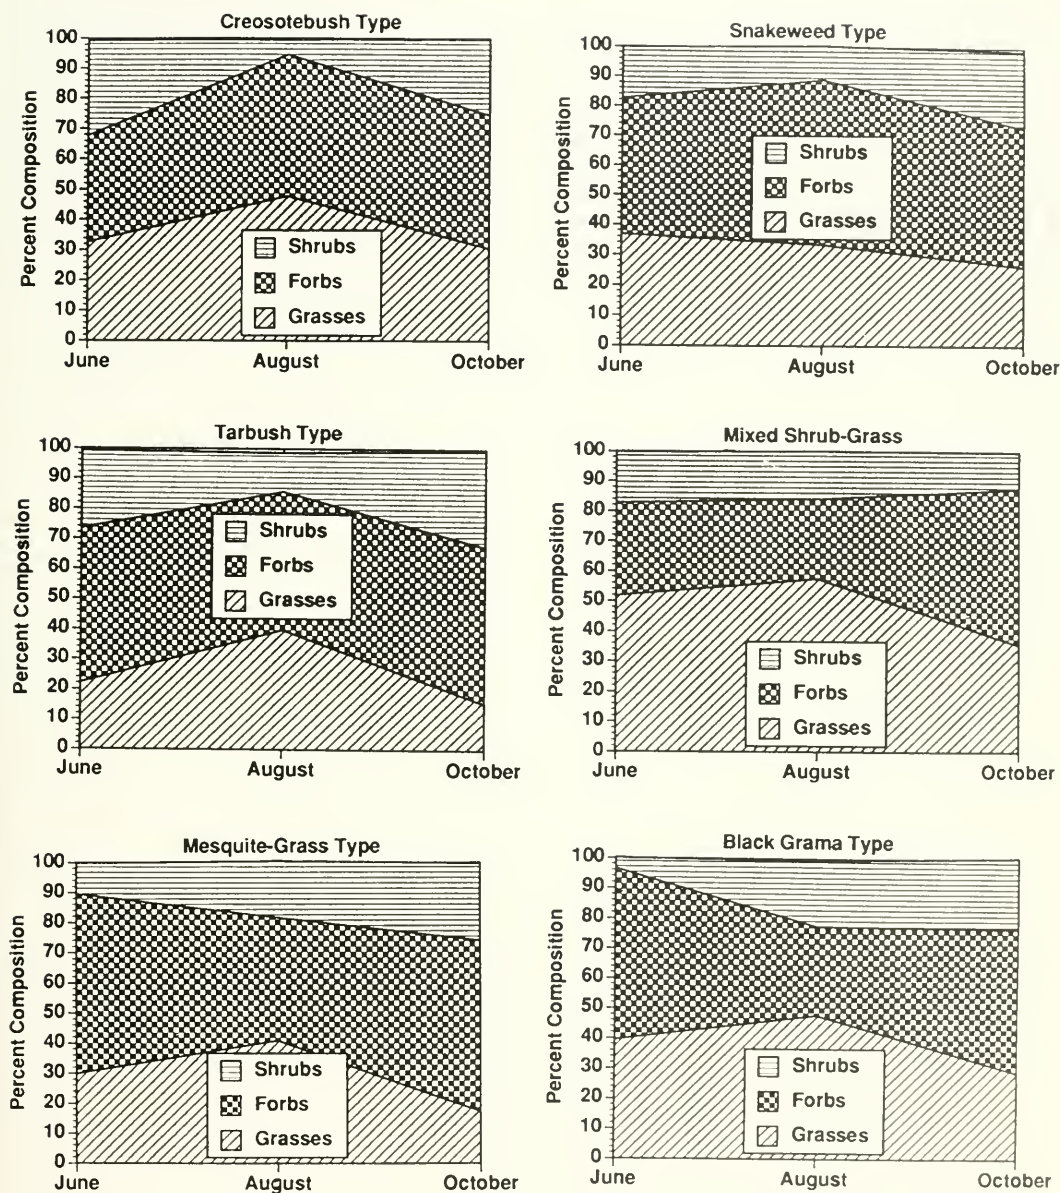 Creosotebush Type
Percent Composition
100
90
80
70
60
50
40
30
20
10
0
Shrubs
Forbs
Grasses
June August October
Snakeweed Type
Percent Composition
100
90
80
70
60
50
40
30
20
10
0
Shrubs
Forbs
Grasses
June August October
Tarbush Type
Percent Composition
100
90
80
70
60
50
40
30
20
10
0
Shrubs
Forbs
Grasses
June August October
Mixed Shrub-Grass
Percent Composition
100
90
80
70
60
50
40
30
20
10
0
Shrubs
Forbs
Grasses
June August October
Mesquite-Grass Type
Percent Composition
100
90
80
70
60
50
40
30
20
10
0
Shrubs
Forbs
Grasses
June August October
Black Grama Type
Percent Composition
100
90
80
70
60
50
40
30
20
10
0
Shrubs
Forbs
Grasses
June August October